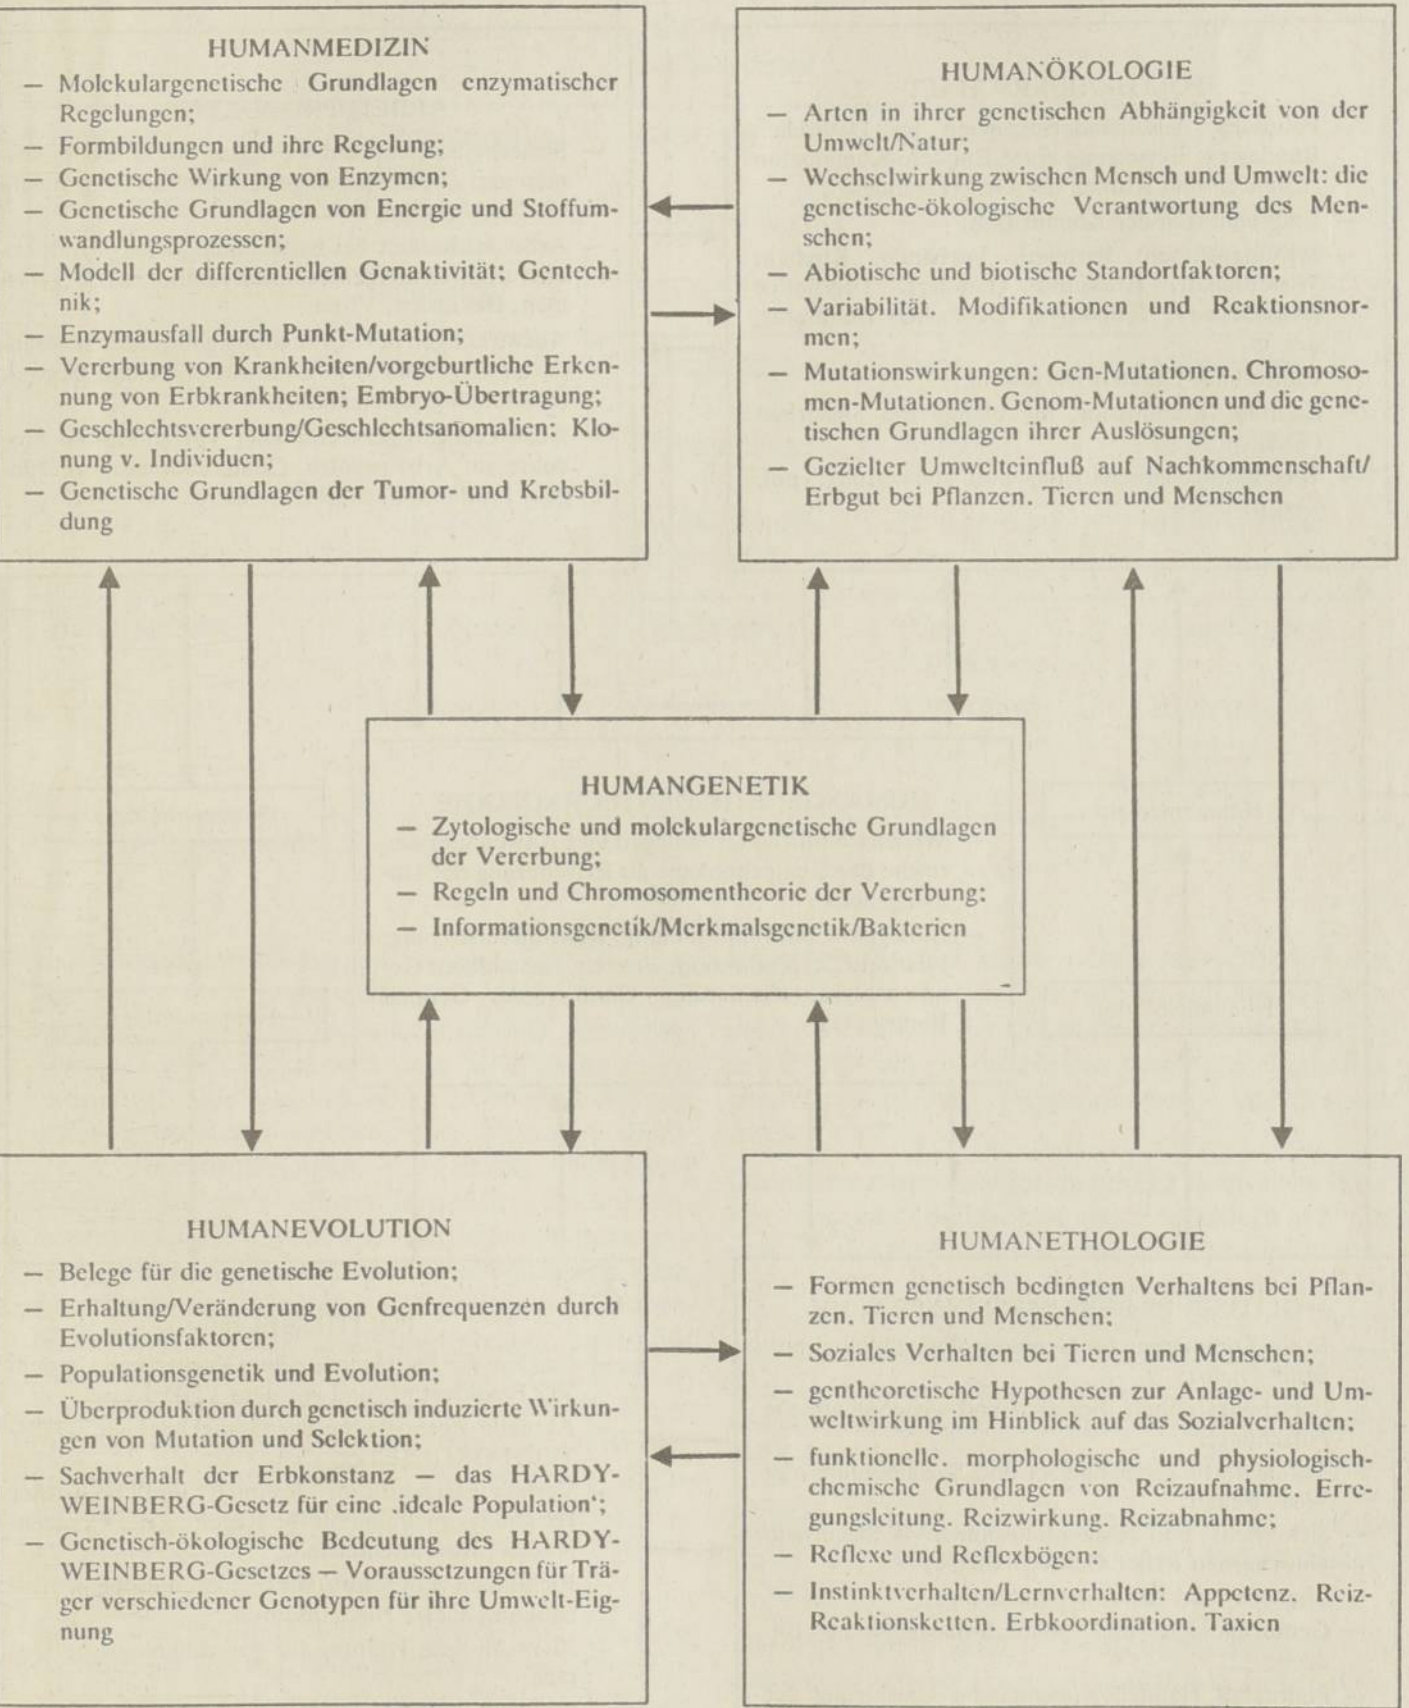 HUMANMEDIZIN
— Molekulargenetische Grundlagen enzymatischer
Regelungen;
— Formbildungen und ihre Regelung;
— Genetische Wirkung von Enzymen;
— Genetische Grundlagen von Energie und Stoffum-
wandlungsprozessen;
— Modell der differentiellen Genaktivität; Gentech-
nik;
— Enzymausfall durch Punkt-Mutation;
— Vererbung von Krankheiten/vorgeburtliche Erken-
nung von Erbkrankheiten; Embryo-Übertragung;
— Geschlechtsvererbung/Geschlechtsanomalien: Klo-
nung v. Individuen;
— Genetische Grundlagen der Tumor- und Krebsbil-
dung
HUMANÖKOLOGIE
— Arten in ihrer genetischen Abhängigkeit von der
Umwelt/Natur;
— Wechselwirkung zwischen Mensch und Umwelt: die
genetische-ökologische Verantwortung des Men-
schen;
— Abiotische und biotische Standortfaktoren;
— Variabilität. Modifikationen und Reaktionsnor-
men;
— Mutationswirkungen: Gen-Mutationen. Chromoso-
men-Mutationen. Genom-Mutationen und die gene-
tischen Grundlagen ihrer Auslösungen;
— Gezielter Umwelteinfluß auf Nachkommenschaft/
Erbgut bei Pflanzen. Tieren und Menschen
HUMANGENETIK
— Zytologische und molekulargenetische Grundlagen
der Vererbung;
— Regeln und Chromosomentheorie der Vererbung:
— Informationsgenetik/Merkmalsgenetik/Bakterien
HUMANEVOLUTION
— Belege für die genetische Evolution;
— Erhaltung/Veränderung von Genfrequenzen durch
Evolutionsfaktoren;
— Populationsgenetik und Evolution;
— Überproduktion durch genetisch induzierte Wirkun-
gen von Mutation und Selektion;
— Sachverhalt der Erbkonstanz — das HARDY-
WEINBERG-Gesetz für eine ‚ideale Population‘;
— Genetisch-ökologische Bedeutung des HARDY-
WEINBERG-Gesetzes — Voraussetzungen für Trä-
ger verschiedener Genotypen für ihre Umwelt-Eig-
nung
HUMANETHOLOGIE
— Formen genetisch bedingten Verhaltens bei Pflan-
zen. Tieren und Menschen;
— Soziales Verhalten bei Tieren und Menschen;
— gentheoretische Hypothesen zur Anlage- und Um-
weltwirkung im Hinblick auf das Sozialverhalten;
— funktionelle. morphologische und physiologisch-
chemische Grundlagen von Reizaufnahme. Erre-
gungsleitung. Reizwirkung. Reizabnahme;
— Reflexe und Reflexbögen:
— Instinktverhalten/Lernverhalten: Appetenz. Reiz-
Reaktionsketten. Erbkoordination. Taxien